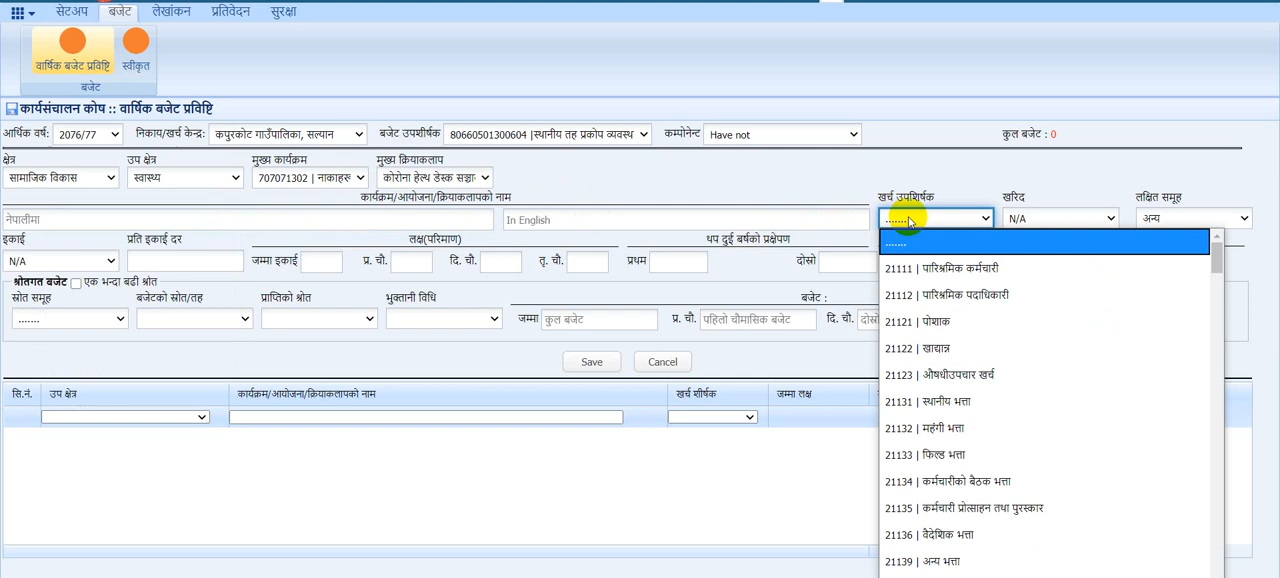 सेटअप बजेट लेखांकन प्रतिवेदन सुरक्षा
वार्षिक बजेट प्रविष्टि स्वीकृत
बजेट
कार्यसंचालन कोष :: वार्षिक बजेट प्रविष्टि
आर्थिक वर्ष: 2076/77 निकाय/खर्च केन्द्र: कपुरकोट गाउँपालिका, सल्यान बजेट उपशीर्षक 80660501300604 |स्थानीय तह प्रकोप व्यवस्थ कम्पोनेन्ट Have not कुल बजेट : 0
क्षेत्र उप क्षेत्र मुख्य कार्यक्रम मुख्य क्रियाकलाप
सामाजिक विकास स्वास्थ्य 707071302 | नाकाहरु कोरोना हेल्थ डेस्क सञ्चा
कार्यक्रम/आयोजना/क्रियाकलापको नाम खर्च उपशिर्षक खरिद लक्षित समूह
नेपालीमा In English ....... N/A अन्य
इकाई प्रति इकाई दर लक्ष(परिमाण) थप दुई बर्षको प्रक्षेपण
N/A जम्मा इकाई प्र. चौ. दि. चौ. तृ. चौ. प्रथम दोस्रो
श्रोतगत बजेट एक भन्दा बढी श्रोत
स्रोत समूह बजेटको स्रोत/तह प्राप्तिको श्रोत भुक्तानी विधि बजेट :
....... जम्मा कुल बजेट प्र. चौ. पहिलो चौमासिक बजेट दि. चौ. दोस्
Save Cancel
सि.नं. उप क्षेत्र कार्यक्रम/आयोजना/क्रियाकलापको नाम खर्च शीर्षक जम्मा लक्ष
.......
21111 | पारिश्रमिक कर्मचारी
21112 | पारिश्रमिक पदाधिकारी
21121 | पोशाक
21122 | खाद्यान्न
21123 | औषधीउपचार खर्च
21131 | स्थानीय भत्ता
21132 | महंगी भत्ता
21133 | फिल्ड भत्ता
21134 | कर्मचारीको बैठक भत्ता
21135 | कर्मचारी प्रोत्साहन तथा पुरस्कार
21136 | वैदेशिक भत्ता
21139 | अन्य भत्ता